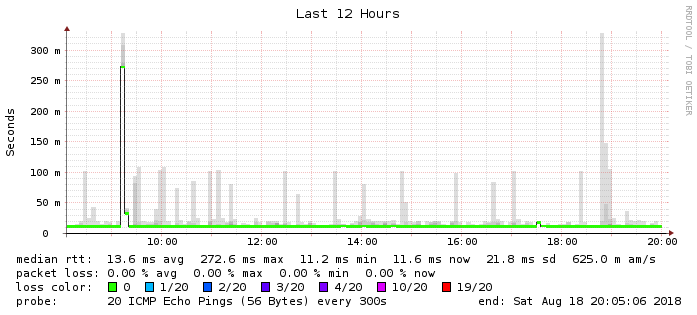 Last 12 Hours
RRDTOOL / TOBI OETIKER
Seconds
300 m
250 m
200 m
150 m
100 m
50 m
0
10:00 12:00 14:00 16:00 18:00 20:00
median rtt: 13.6 ms avg 272.6 ms max 11.2 ms min 11.6 ms now 21.8 ms sd 625.0 m am/s
packet loss: 0.00 % avg 0.00 % max 0.00 % min 0.00 % now
loss color: 0 1/20 2/20 3/20 4/20 10/20 19/20
probe: 20 ICMP Echo Pings (56 Bytes) every 300s end: Sat Aug 18 20:05:06 2018